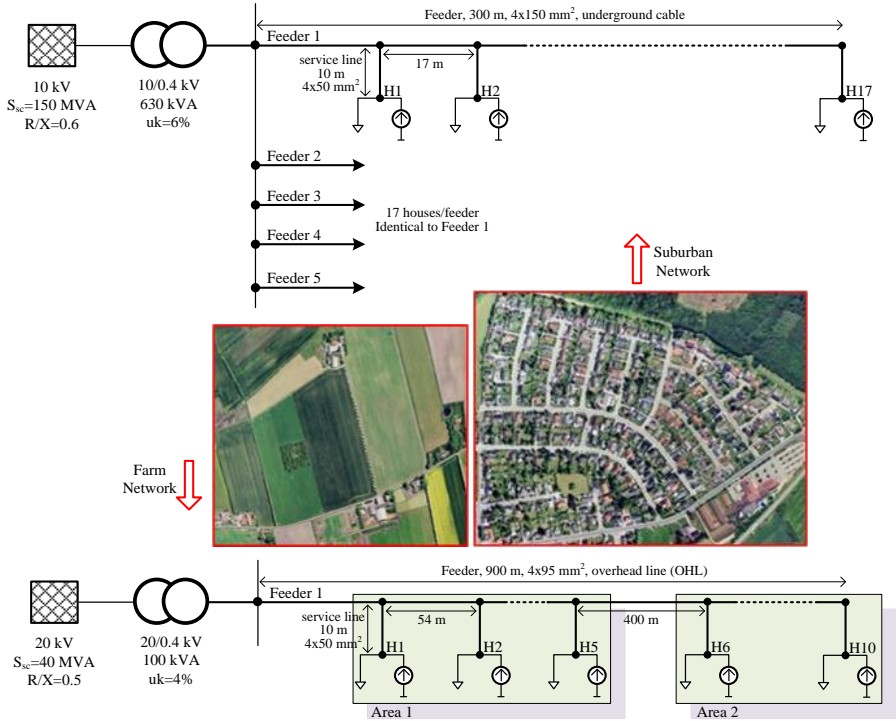 Feeder, 300 m, 4x150 mm², underground cable
Feeder 1
service line
10 m
4x50 mm²
17 m
H1
H2
H17
10 kV
Ssc=150 MVA
R/X=0.6
10/0.4 kV
630 kVA
uk=6%
Feeder 2
Feeder 3
Feeder 4
Feeder 5
17 houses/feeder
Identical to Feeder 1
Suburban
Network
Farm
Network
Feeder, 900 m, 4x95 mm², overhead line (OHL)
Feeder 1
service line
10 m
4x50 mm²
54 m
400 m
H1
H2
H5
H6
H10
20 kV
Ssc=40 MVA
R/X=0.5
20/0.4 kV
100 kVA
uk=4%
Area 1
Area 2